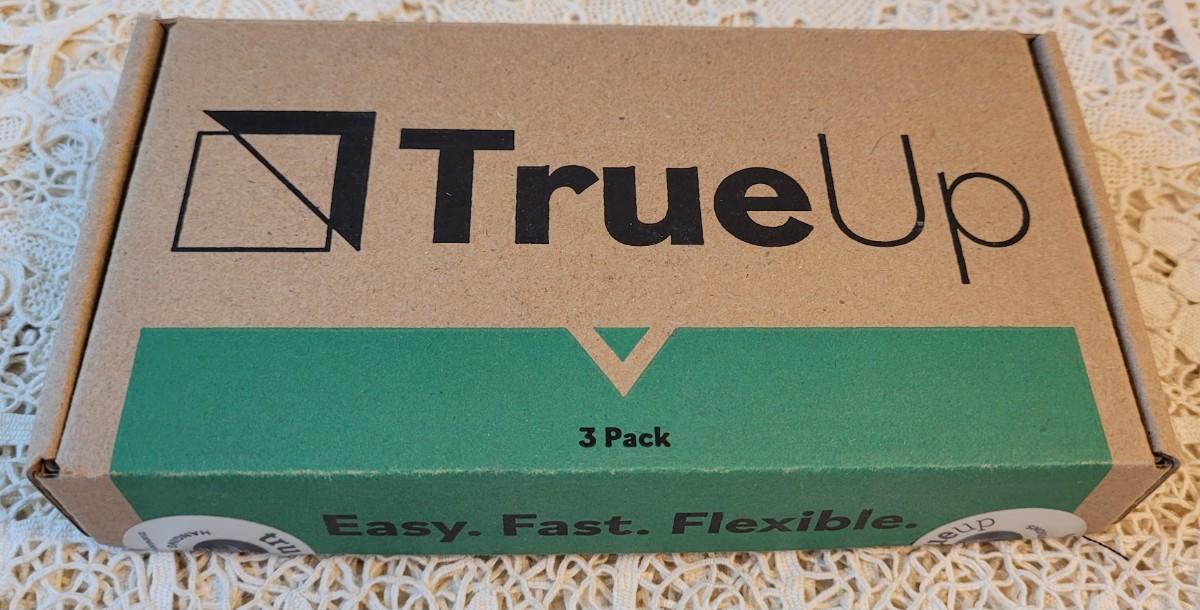 TrueUp
3 Pack
Easy. Fast. Flexible.